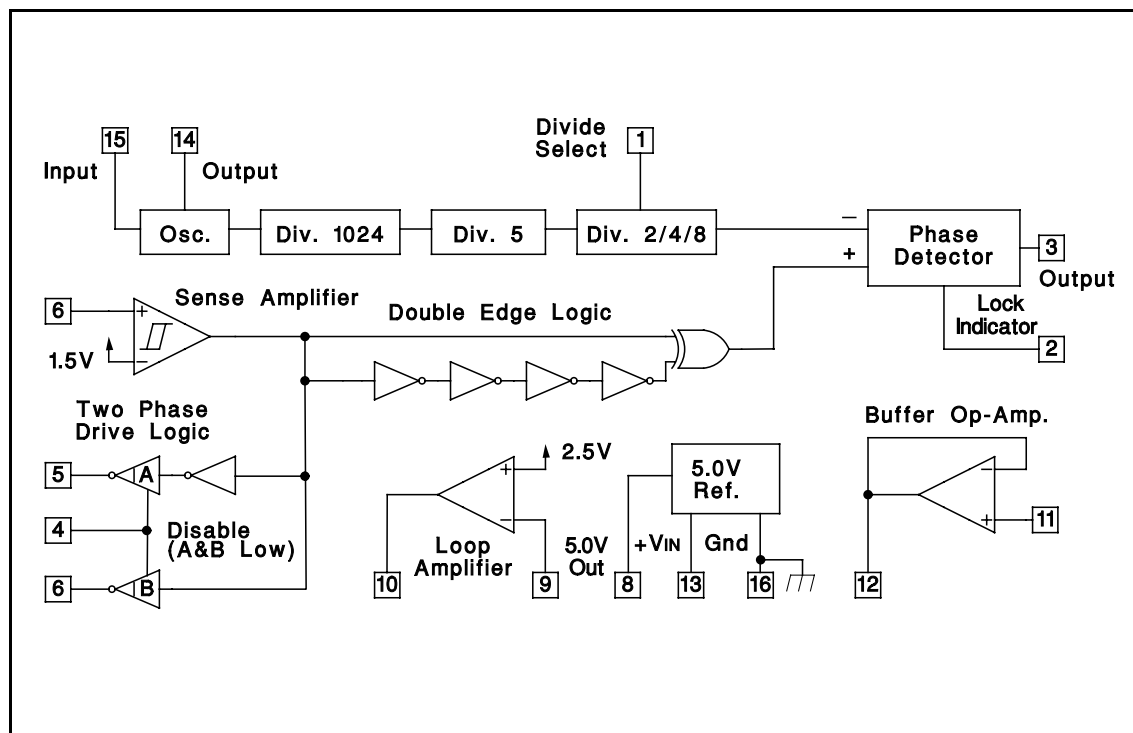 15
14
Divide
Select
1
Input
Output
Osc.
Div. 1024
Div. 5
Div. 2/4/8
−
+
Phase
Detector
3
Output
Lock
Indicator
2
6
+
−
1.5V
Sense Amplifier
Double Edge Logic
Two Phase
Drive Logic
5
A
4
Disable
(A&B Low)
6
B
+
2.5V
−
Loop
Amplifier
10
9
5.0V
Ref.
5.0V
Out
+VIN
Gnd
8
13
16
Buffer Op-Amp.
−
+
11
12